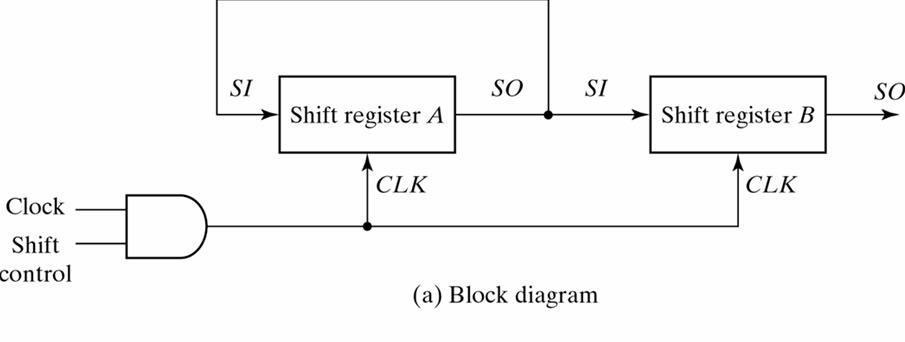 SI
Shift register A
SO
SI
Shift register B
SO
CLK
CLK
Clock
Shift
control
(a) Block diagram